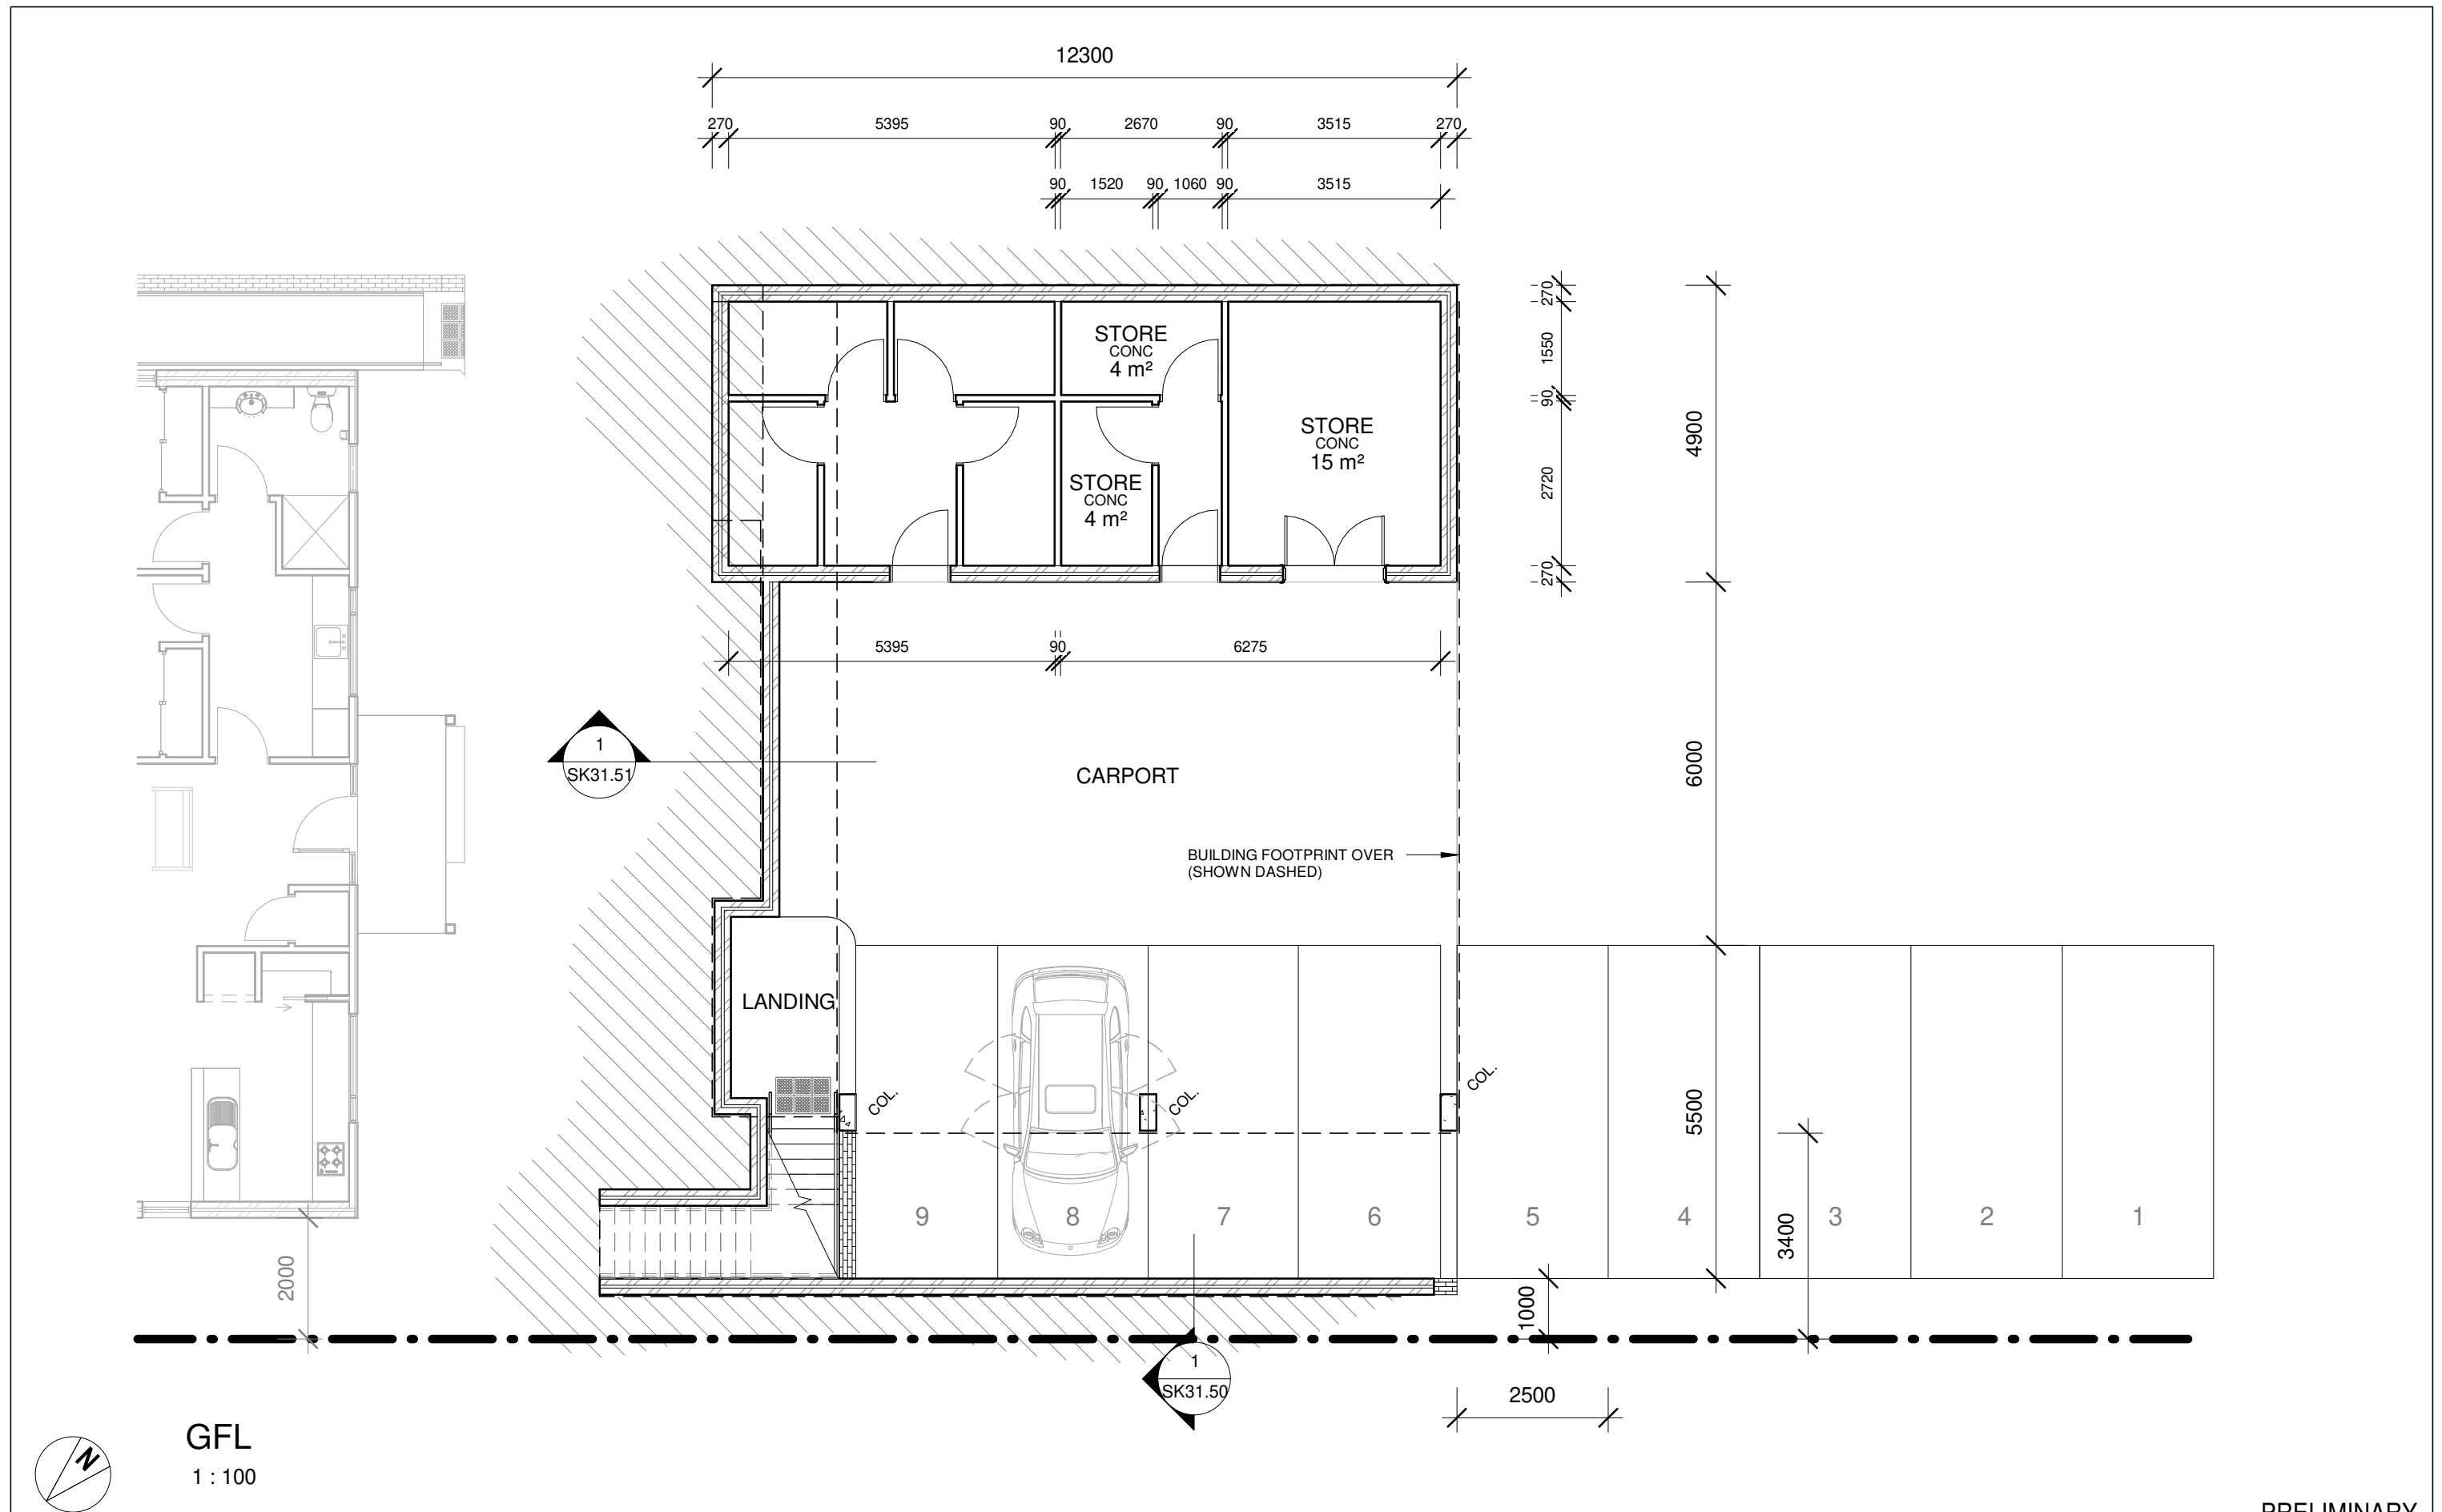 12300
270 5395 90 2670 90 3515 270
90 1520 90 1060 90 3515
STORE
CONC
4 m²
STORE
CONC
15 m²
STORE
CONC
4 m²
270
1550
90
2720
270
4900
5395 90 6275
1
SK31.51
CARPORT
6000
BUILDING FOOTPRINT OVER
(SHOWN DASHED)
LANDING
COL.
COL.
COL.
5500
3400
9 8 7 6 5 4 3 2 1
2000
1000
1
SK31.50
2500
GFL
1 : 100
N
PRELIMINARY